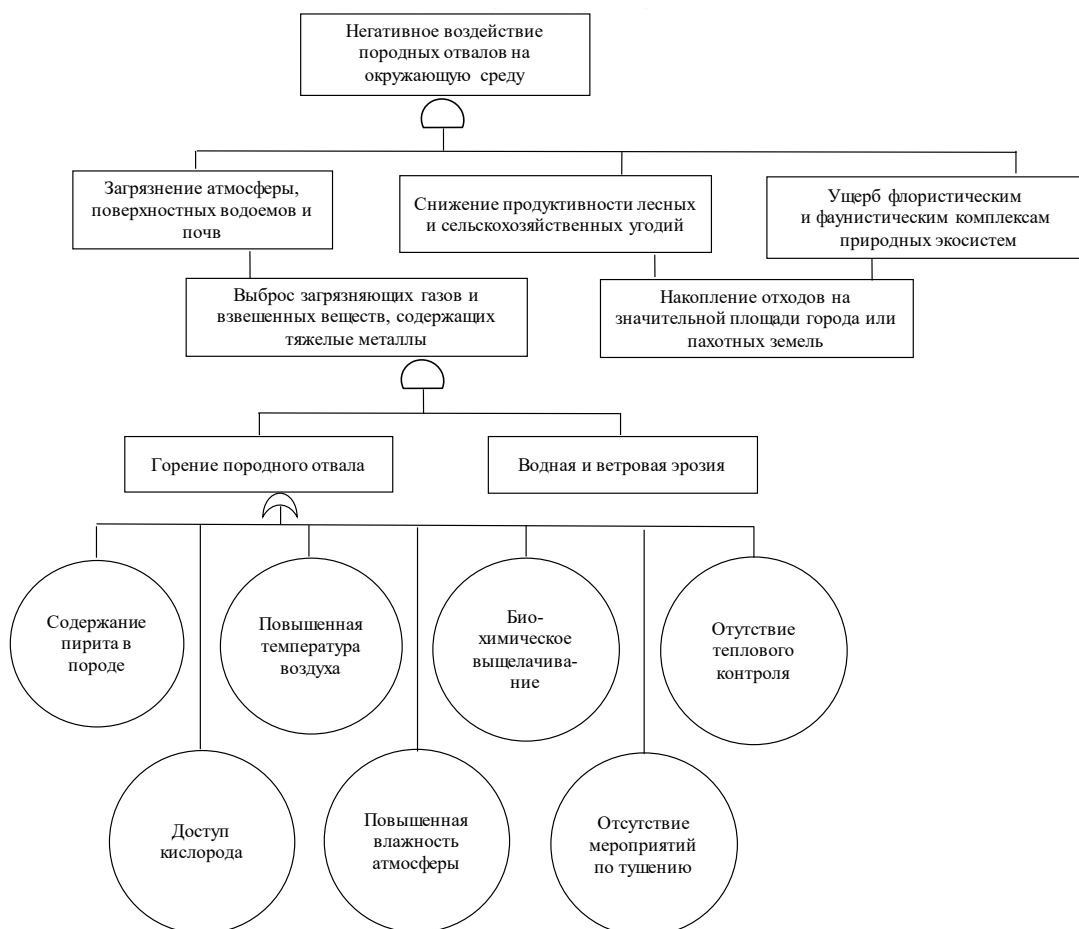 Негативное воздействие
породных отвалов на
окружающую среду
Загрязнение атмосферы,
поверхностных водоемов и
почв
Снижение продуктивности лесных
и сельскохозяйственных угодий
Ущерб флористическим
и фаунистическим комплексам
природных экосистем
Выброс загрязняющих газов и
взвешенных веществ, содержащих
тяжелые металлы
Накопление отходов на
значительной площади города или
пахотных земель
Горение породного отвала
Водная и ветровая эрозия
Содержание
пирита в
породе
Повышенная
температура
воздуха
Био-
химическое
выщелачива-
ние
Отутствие
теплового
контроля
Доступ
кислорода
Повышенная
влажность
атмосферы
Отсутствие
мероприятий
по тушению